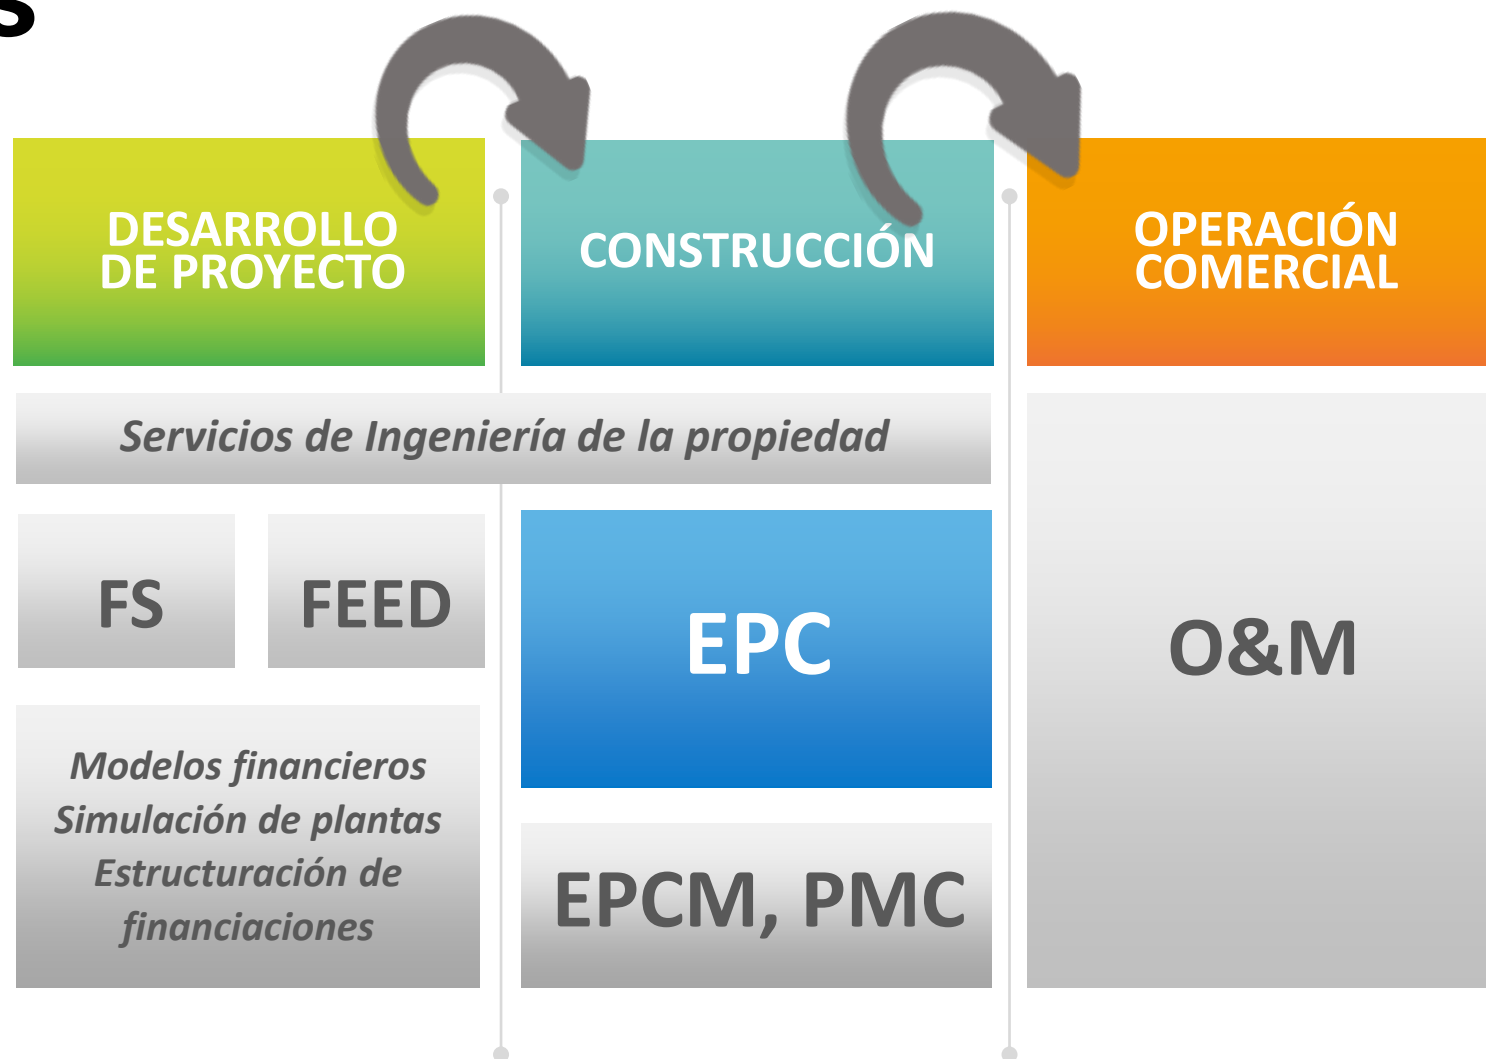 s
DESARROLLO
DE PROYECTO
CONSTRUCCIÓN
OPERACIÓN
COMERCIAL
Servicios de Ingeniería de la propiedad
FS
FEED
EPC
O&M
Modelos financieros
Simulación de plantas
Estructuración de
financiaciones
EPCM, PMC